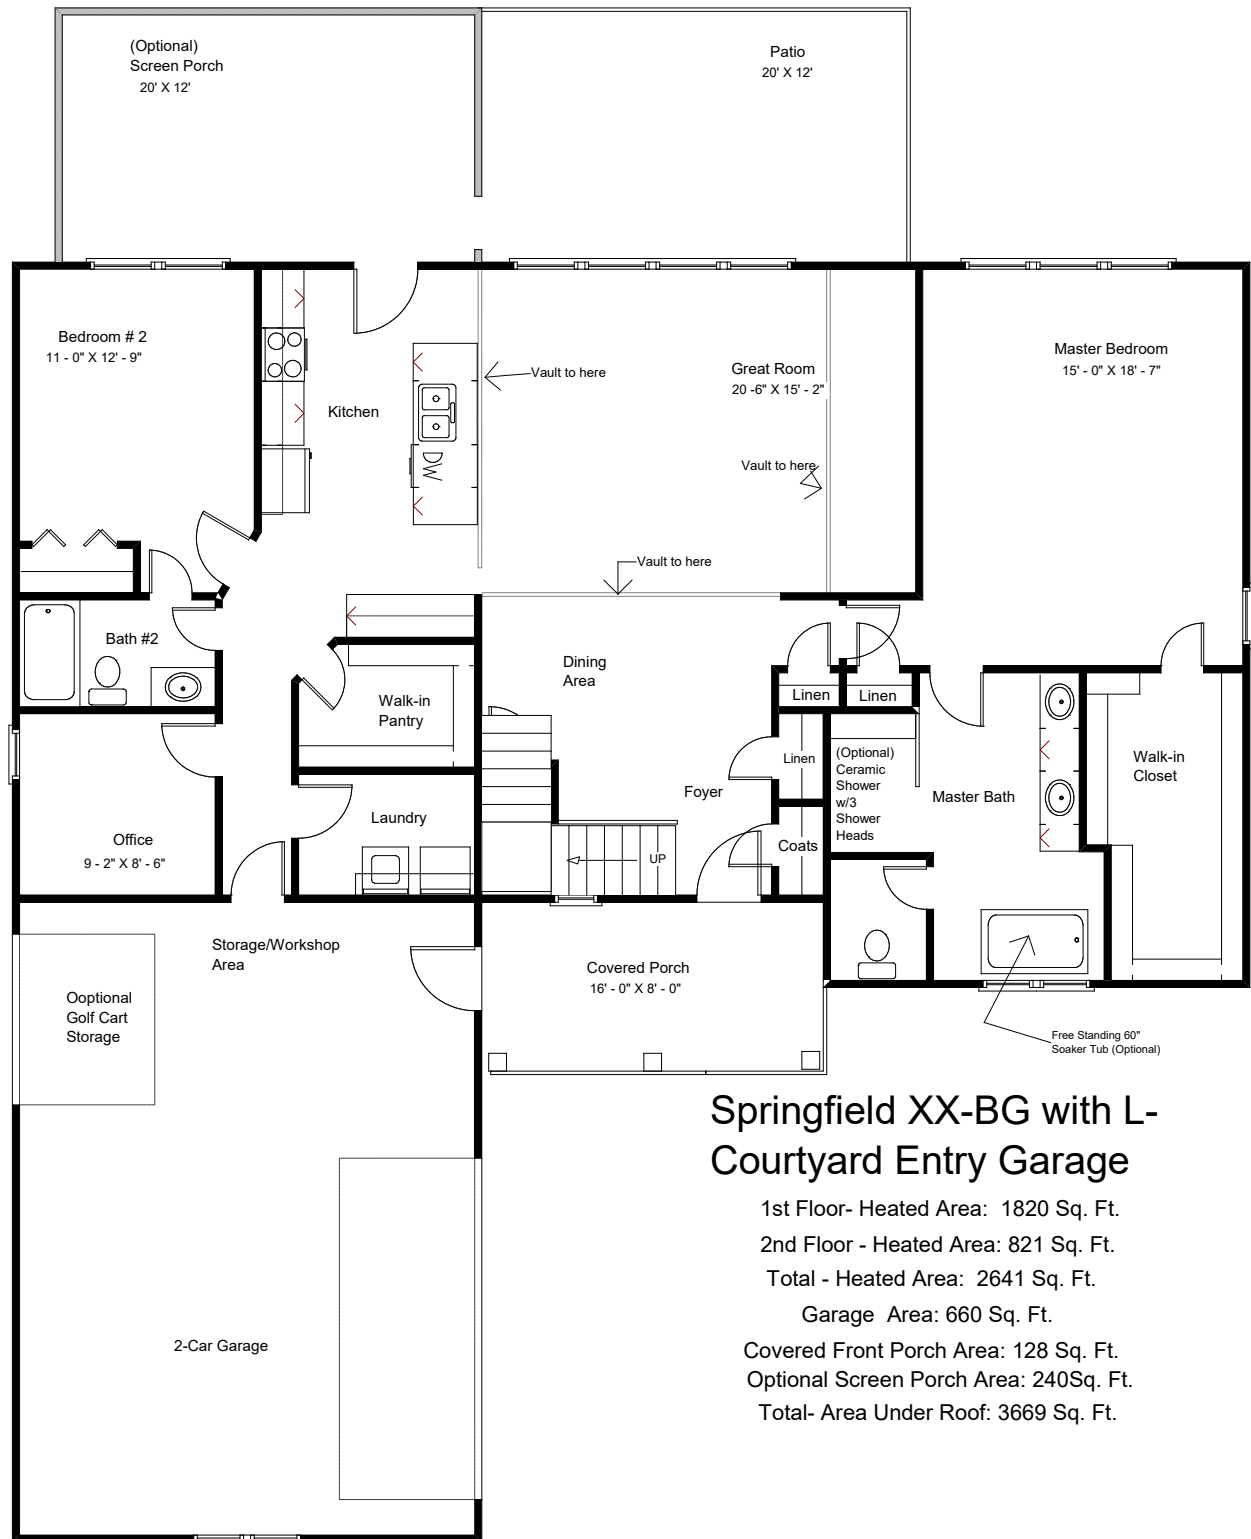 (Optional)
Screen Porch
20' X 12'
Patio
20' X 12'
Bedroom # 2
11 - 0" X 12' - 9"
Kitchen
DW
Vault to here
Great Room
20 -6" X 15' - 2"
Vault to here
Master Bedroom
15' - 0" X 18' - 7"
Vault to here
Bath #2
Walk-in
Pantry
Dining
Area
Linen
Linen
Linen
(Optional)
Ceramic
Shower
w/3
Shower
Heads
Master Bath
Walk-in
Closet
Office
9 - 2" X 8' - 6"
Laundry
Foyer
UP
Coats
Storage/Workshop
Area
Ooptional
Golf Cart
Storage
Covered Porch
16' - 0" X 8' - 0"
Free Standing 60"
Soaker Tub (Optional)
2-Car Garage
Springfield XX-BG with L-
Courtyard Entry Garage
1st Floor- Heated Area: 1820 Sq. Ft.
2nd Floor - Heated Area: 821 Sq. Ft.
Total - Heated Area: 2641 Sq. Ft.
Garage Area: 660 Sq. Ft.
Covered Front Porch Area: 128 Sq. Ft.
Optional Screen Porch Area: 240Sq. Ft.
Total- Area Under Roof: 3669 Sq. Ft.